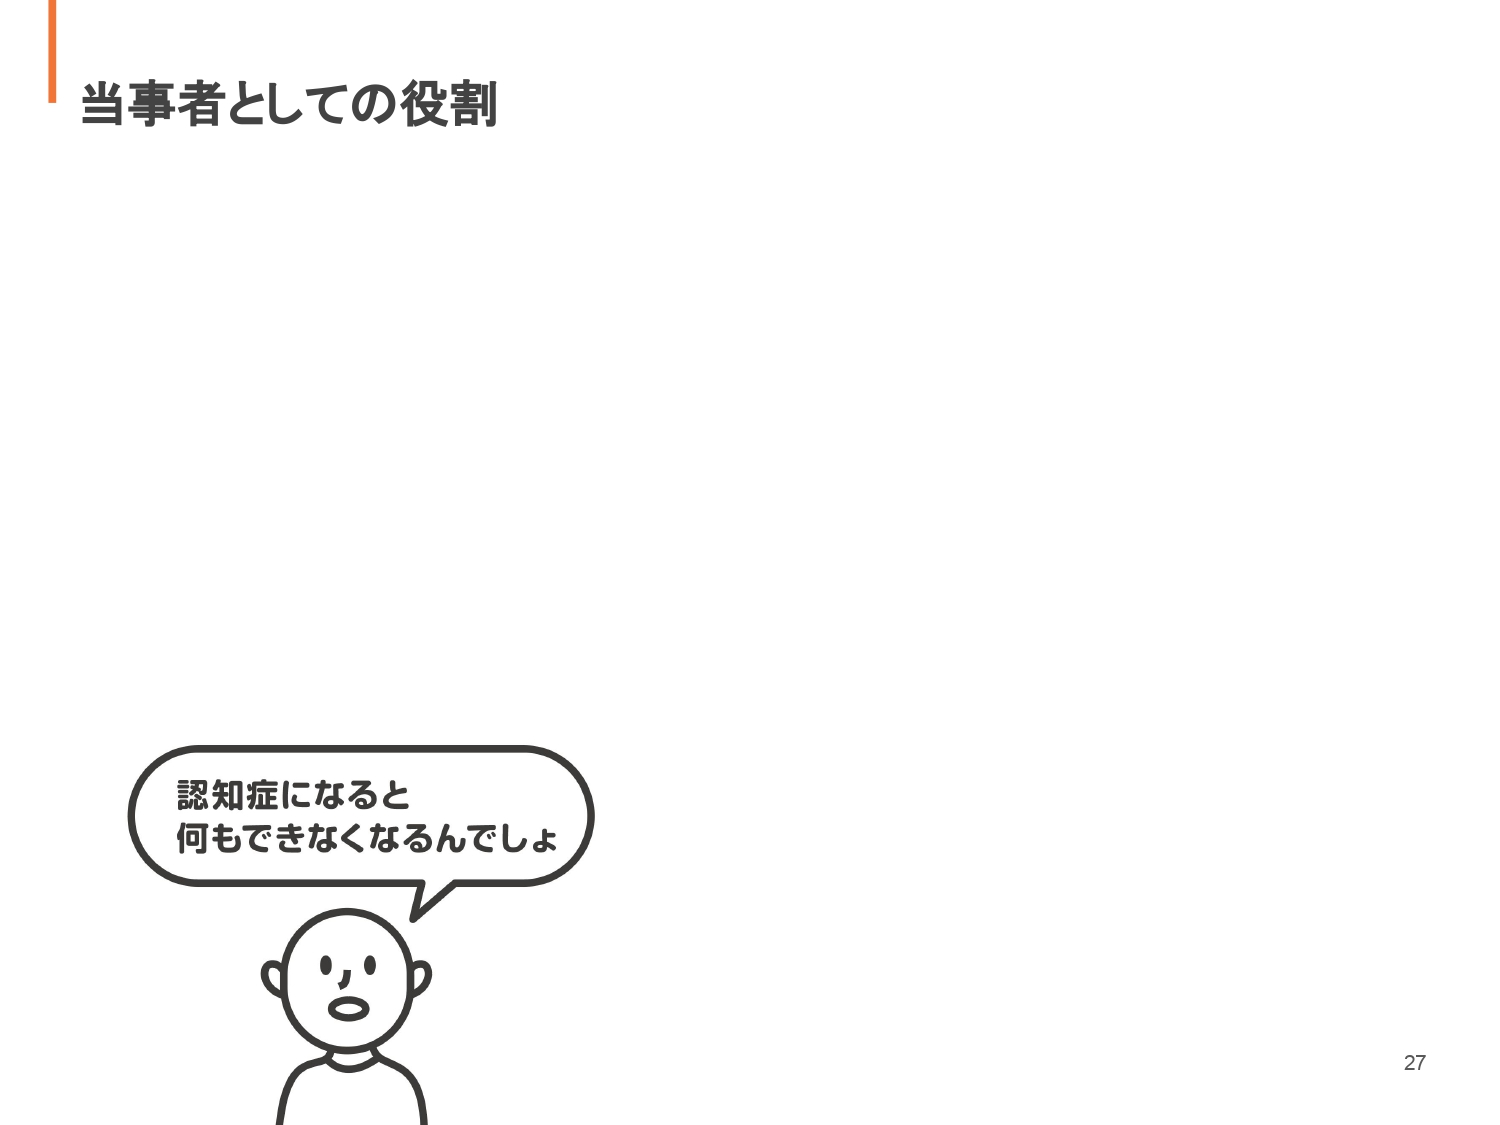 当事者としての役割
認知症になると
何もできなくなるんでしょ
27